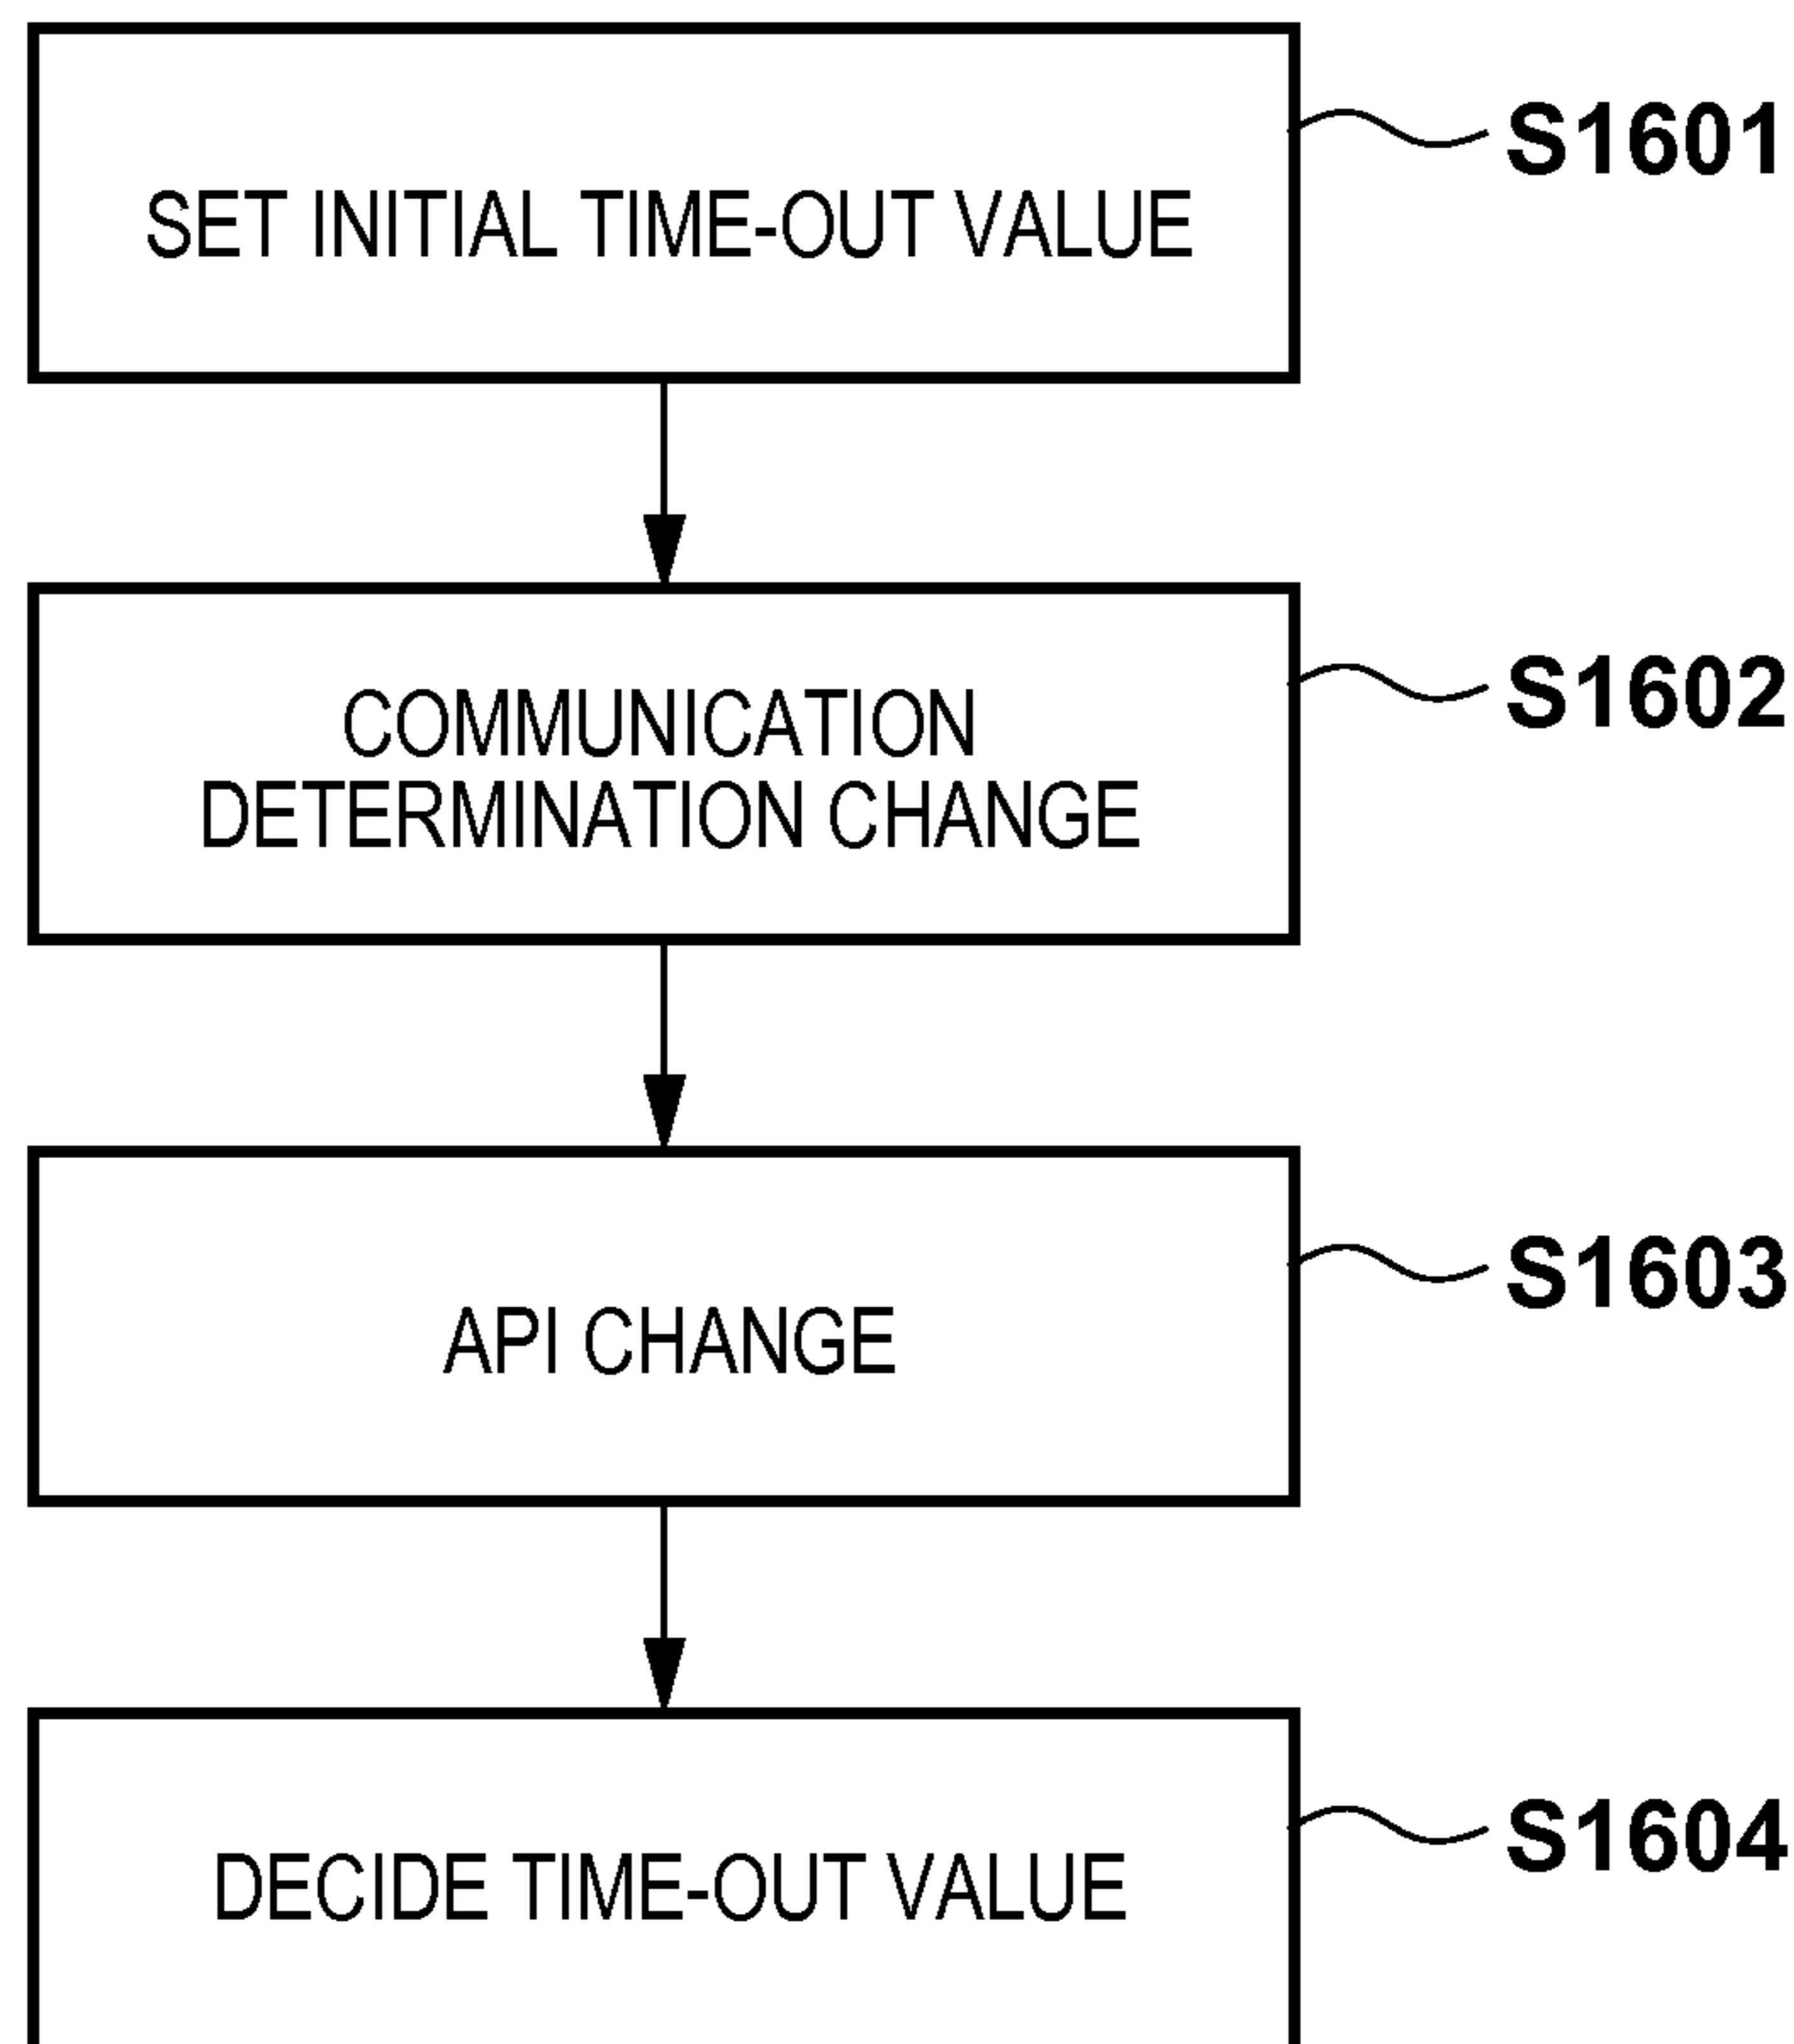 SET INITIAL TIME-OUT VALUE
S1601
COMMUNICATION
DETERMINATION CHANGE
S1602
API CHANGE
S1603
DECIDE TIME-OUT VALUE
S1604